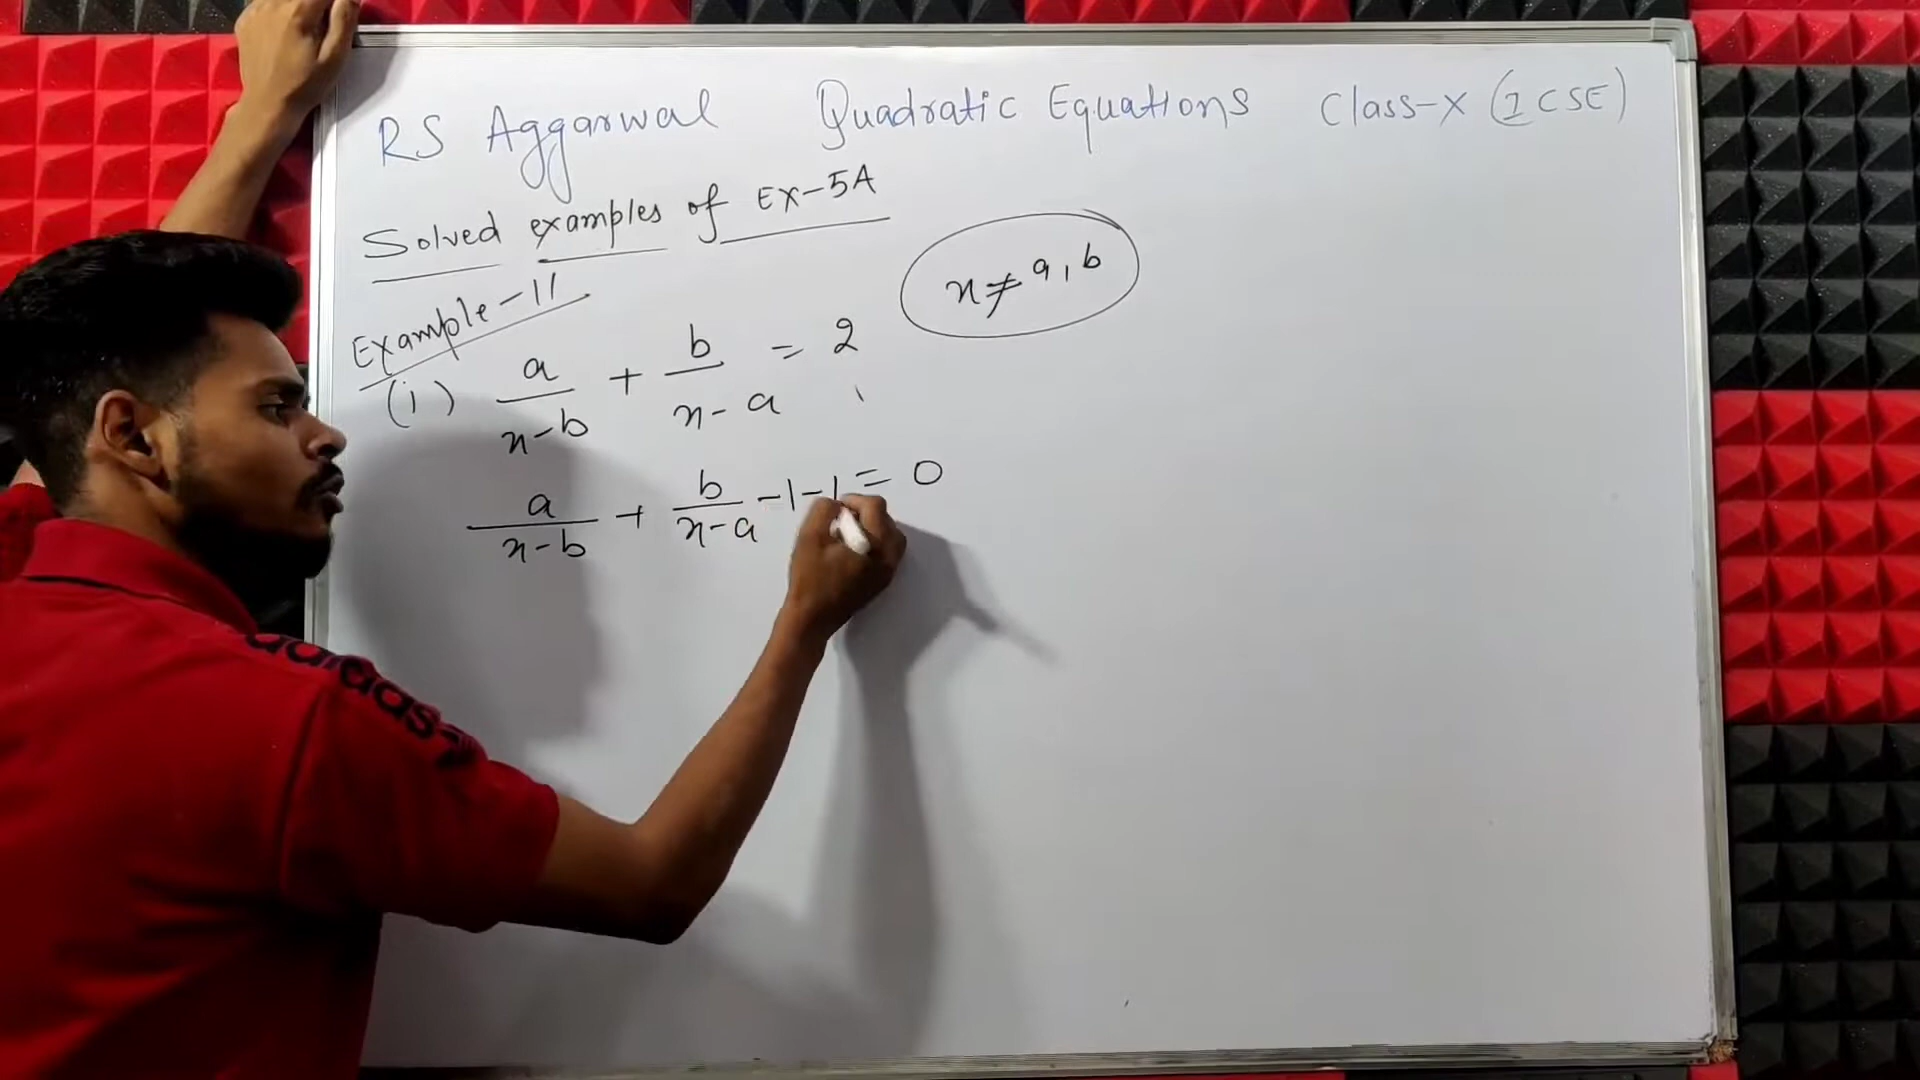 RS Aggarwal Quadratic Equations Class-X (ICSE)
Solved examples of EX-5A
x ≠ a, b
Example-11
(i) a/(x-b) + b/(x-a) = 2
a/(x-b) + b/(x-a) -1-1 = 0
adidas